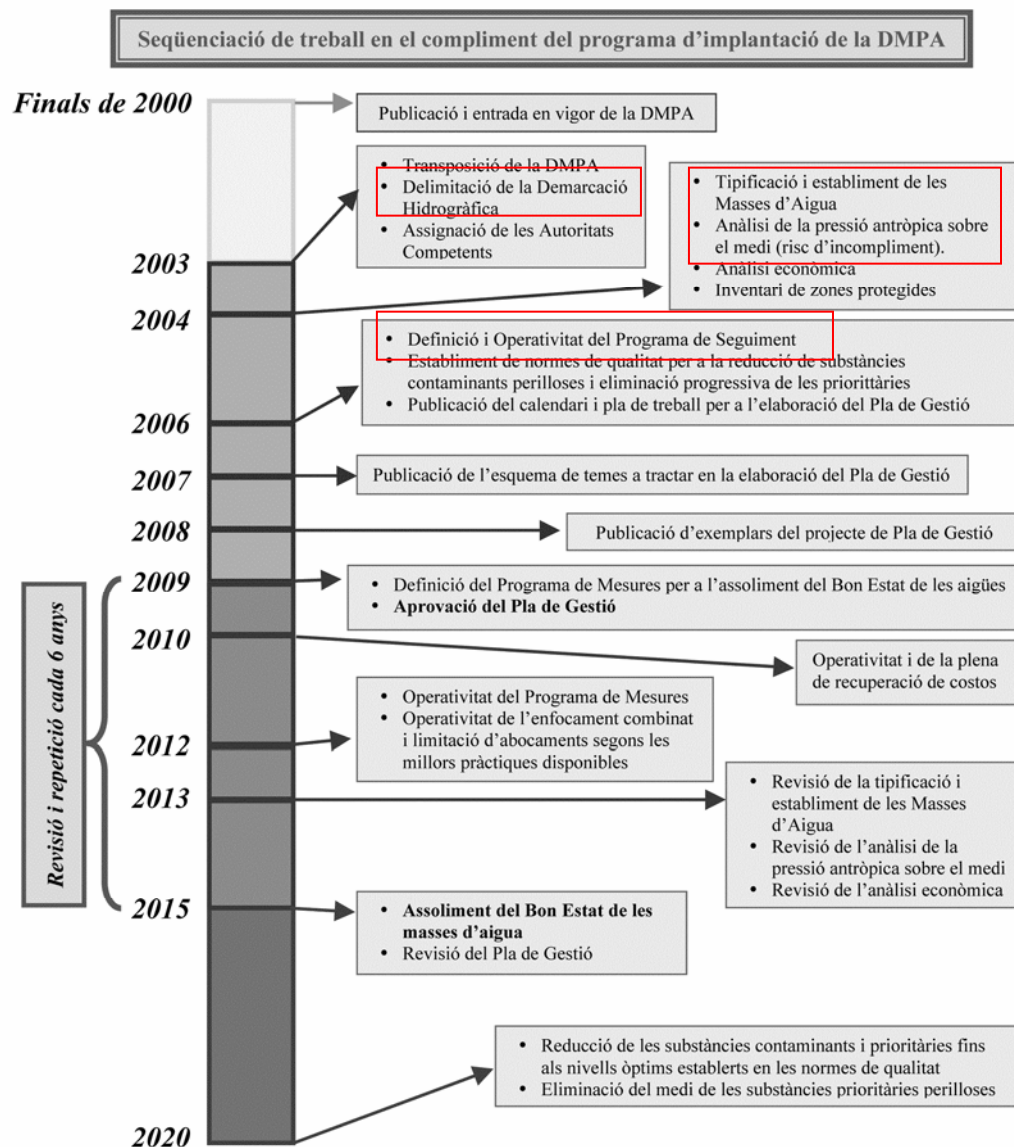 Seqüenciació de treball en el compliment del programa d'implantació de la DMPA
Finals de 2000
Publicació i entrada en vigor de la DMPA
• Transposició de la DMPA
• Delimitació de la Demarcació
Hidrogràfica
• Assignació de les Autoritats
Competents
• Tipificació i establiment de les
Masses d'Aigua
• Anàlisi de la pressió antròpica sobre
el medi (risc d'incompliment).
• Anàlisi econòmica
• Inventari de zones protegides
2003
2004
• Definició i Operativitat del Programa de Seguiment
• Establiment de normes de qualitat per a la reducció de substàncies
contaminants perilloses i eliminació progressiva de les priorittàries
• Publicació del calendari i pla de treball per a l'elaboració del Pla de Gestió
2006
Publicació de l'esquema de temes a tractar en la elaboració del Pla de Gestió
2007
Publicació d'exemplars del projecte de Pla de Gestió
2008
Revisió i repetició cada 6 anys
2009
• Definició del Programa de Mesures per a l'assoliment del Bon Estat de les aigües
• Aprovació del Pla de Gestió
2010
Operativitat i de la plena
de recuperació de costos
• Operativitat del Programa de Mesures
• Operativitat de l'enfocament combinat
i limitació d'abocaments segons les
millors pràctiques disponibles
2012
2013
• Revisió de la tipificació i
establiment de les Masses
d'Aigua
• Revisió de l'anàlisi de la
pressió antròpica sobre el medi
• Revisió de l'anàlisi econòmica
2015
• Assoliment del Bon Estat de les
masses d'aigua
• Revisió del Pla de Gestió
• Reducció de les substàncies contaminants i prioritàries fins
als nivells òptims establerts en les normes de qualitat
• Eliminació del medi de les substàncies prioritàries perilloses
2020